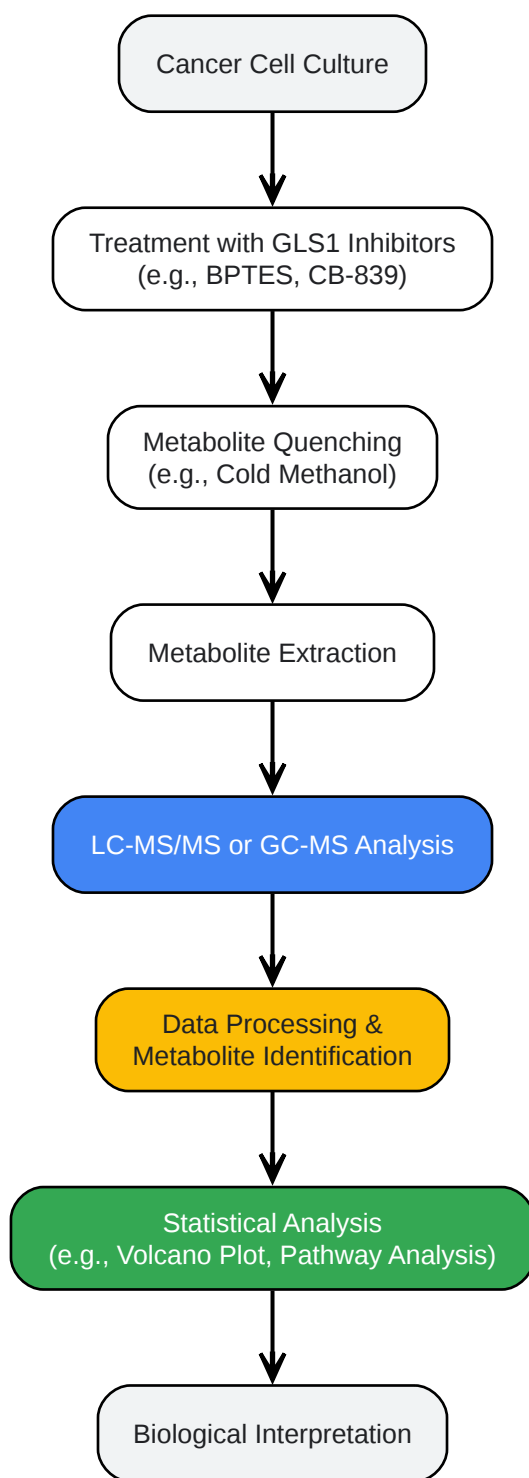 Cancer Cell Culture
Treatment with GLS1 Inhibitors
(e.g., BPTES, CB-839)
Metabolite Quenching
(e.g., Cold Methanol)
Metabolite Extraction
LC-MS/MS or GC-MS Analysis
Data Processing &
Metabolite Identification
Statistical Analysis
(e.g., Volcano Plot, Pathway Analysis)
Biological Interpretation